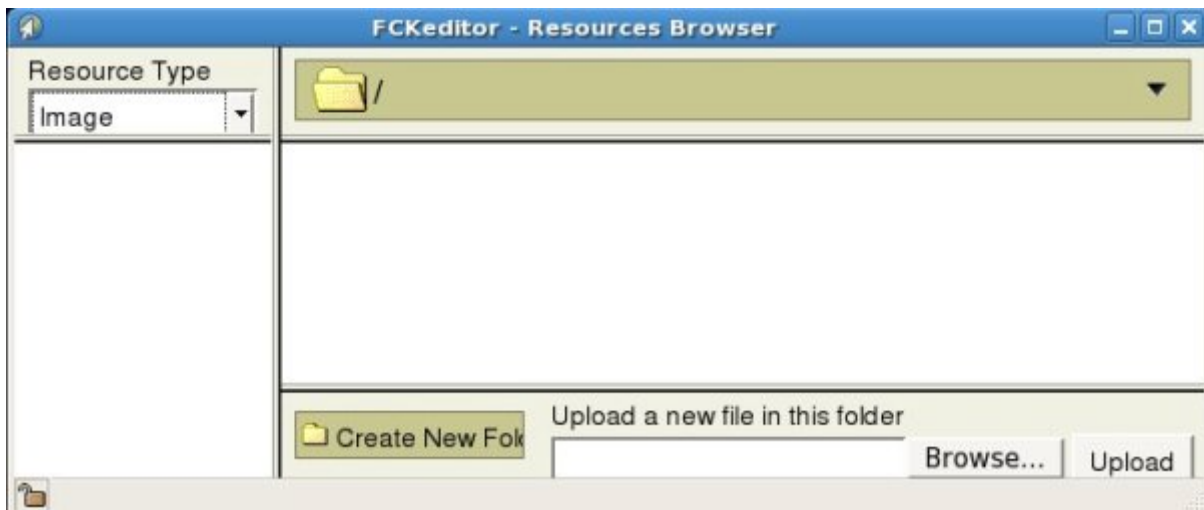 FCKeditor - Resources Browser
Resource Type
Image
/
Upload a new file in this folder
Create New Fol
Browse...
Upload